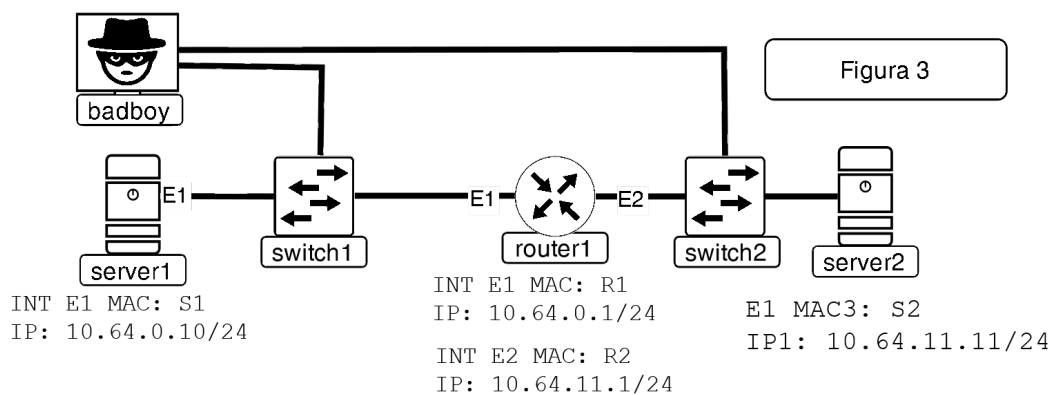 Figura 3
badboy
E1
E1
E2
server1
switch1
router1
switch2
server2
INT E1 MAC: S1
IP: 10.64.0.10/24
INT E1 MAC: R1
IP: 10.64.0.1/24
INT E2 MAC: R2
IP: 10.64.11.1/24
E1 MAC3: S2
IP1: 10.64.11.11/24